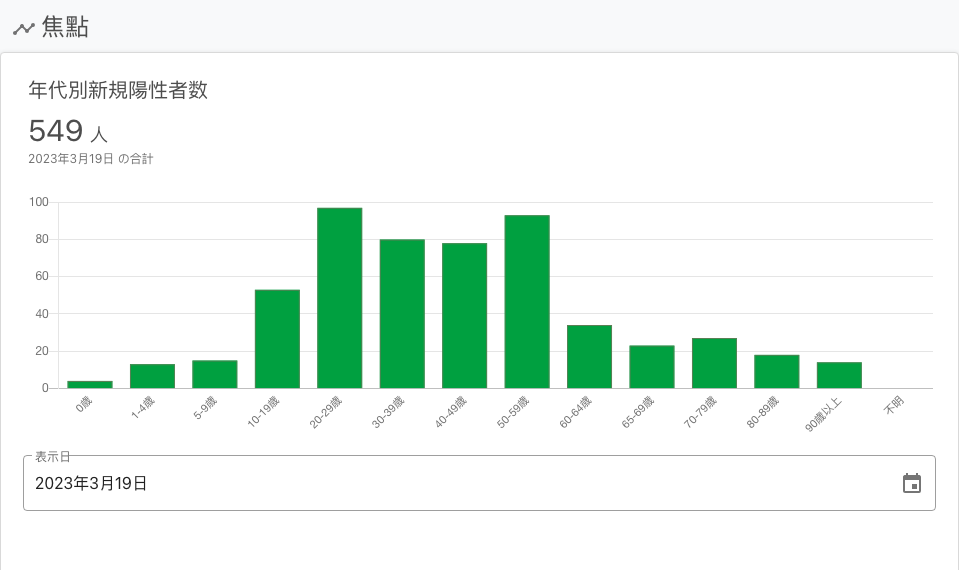 焦點
年代別新規陽性者数
549 人
2023年3月19日 の合計
100
80
60
40
20
0
0歳
1-4歳
5-9歳
10-19歳
20-29歳
30-39歳
40-49歳
50-59歳
60-64歳
65-69歳
70-79歳
80-89歳
90歳以上
不明
表示日
2023年3月19日